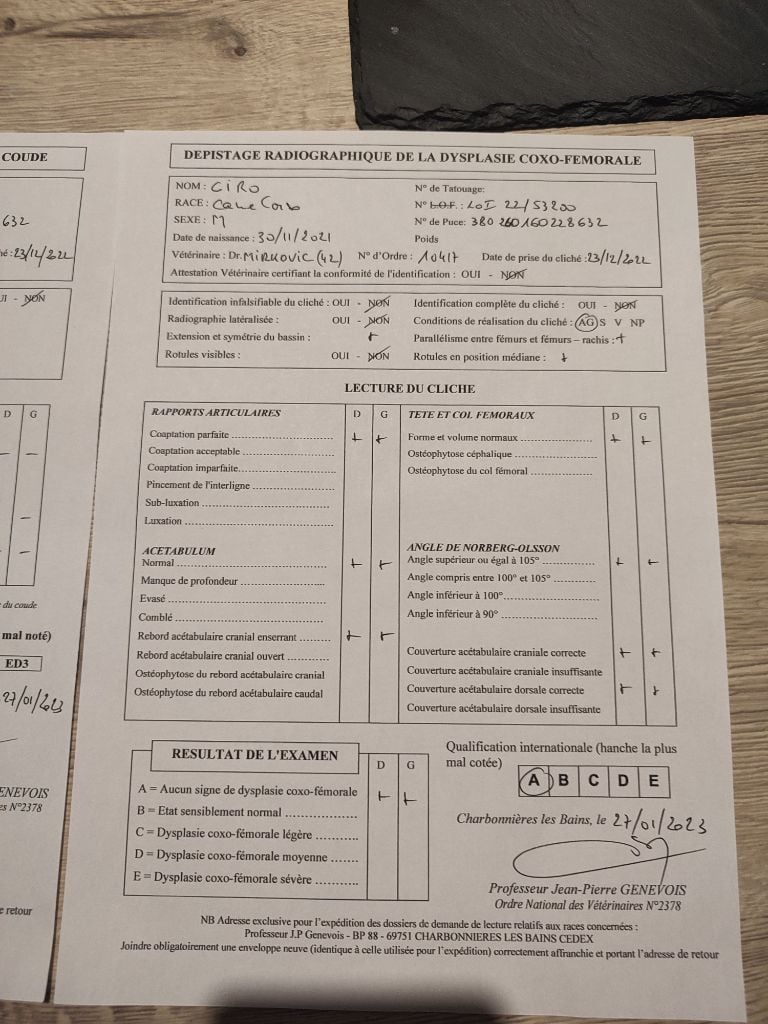 COUDE
632
né : 23/12/2022
UI - NON
D G
du coude
mal noté)
ED3
27/01/2023
GENEVOIS
es N°2378
e retour
DEPISTAGE RADIOGRAPHIQUE DE LA DYSPLASIE COXO-FEMORALE
NOM : CIRO
N° de Tatouage:
RACE : Cane Corso
N° L.O.F. : LOI 22/53200
SEXE : M
N° de Puce: 380 260160228632
Date de naissance : 30/11/2021
Poids
Vétérinaire : Dr. MIRKOVIC (42) N° d'Ordre : 10417 Date de prise du cliché : 23/12/2022
Attestation Vétérinaire certifiant la conformité de l'identification : OUI - NON
Identification infalsifiable du cliché : OUI - NON
Identification complète du cliché : OUI - NON
Radiographie latéralisée : OUI - NON
Conditions de réalisation du cliché : AG S V NP
Extension et symétrie du bassin : +
Parallélisme entre fémurs et fémurs – rachis : +
Rotules visibles : OUI - NON
Rotules en position médiane : +
LECTURE DU CLICHE
RAPPORTS ARTICULAIRES D G
Coaptation parfaite .......... + +
Coaptation acceptable ..........
Coaptation imparfaite..........
Pincement de l'interligne ..........
Sub-luxation ..........
Luxation ..........
TETE ET COL FEMORAUX D G
Forme et volume normaux .......... + +
Ostéophytose céphalique ..........
Ostéophytose du col fémoral ..........
ACETABULUM
Normal .......... + +
Manque de profondeur ..........
Evasé ..........
Comblé ..........
Rebord acétabulaire cranial enserrant .......... + +
Rebord acétabulaire cranial ouvert ..........
Ostéophytose du rebord acétabulaire cranial
Ostéophytose du rebord acétabulaire caudal
ANGLE DE NORBERG-OLSSON
Angle supérieur ou égal à 105° .......... + +
Angle compris entre 100° et 105° ..........
Angle inférieur à 100°..........
Angle inférieur à 90° ..........
Couverture acétabulaire craniale correcte + +
Couverture acétabulaire craniale insuffisante
Couverture acétabulaire dorsale correcte + +
Couverture acétabulaire dorsale insuffisante
RESULTAT DE L'EXAMEN D G
A = Aucun signe de dysplasie coxo-fémorale + +
B = Etat sensiblement normal ..........
C = Dysplasie coxo-fémorale légère ..........
D = Dysplasie coxo-fémorale moyenne .......
E = Dysplasie coxo-fémorale sévère ..........
Qualification internationale (hanche la plus
mal cotée)
A B C D E
Charbonnières les Bains, le 27/01/2023
Professeur Jean-Pierre GENEVOIS
Ordre National des Vétérinaires N°2378
NB Adresse exclusive pour l'expédition des dossiers de demande de lecture relatifs aux races concernées :
Professeur J.P Genevois - BP 88 - 69751 CHARBONNIERES LES BAINS CEDEX
Joindre obligatoirement une enveloppe neuve (identique à celle utilisée pour l'expédition) correctement affranchie et portant l'adresse de retour